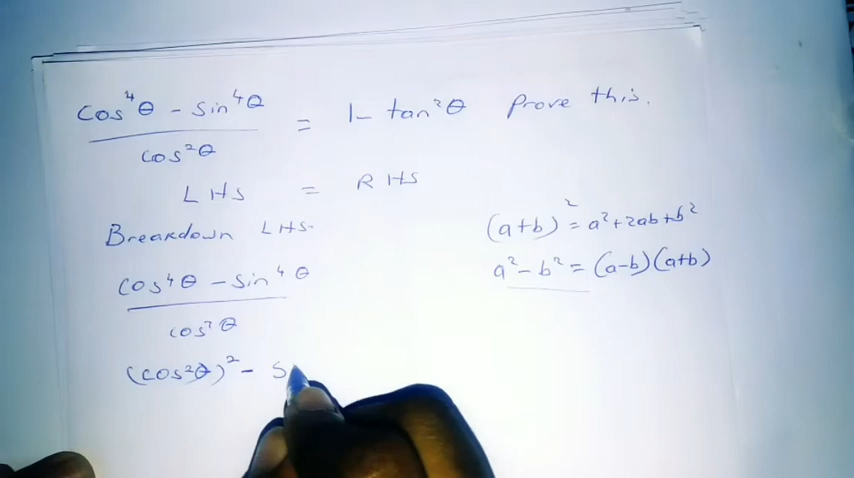 cos⁴θ - sin⁴θ / cos²θ = 1 - tan²θ Prove this.
LHS = RHS
Breakdown LHS.
(a+b)² = a²+2ab+b²
a² - b² = (a-b)(a+b)
cos⁴θ - sin⁴θ / cos²θ
(cos²θ)² - S